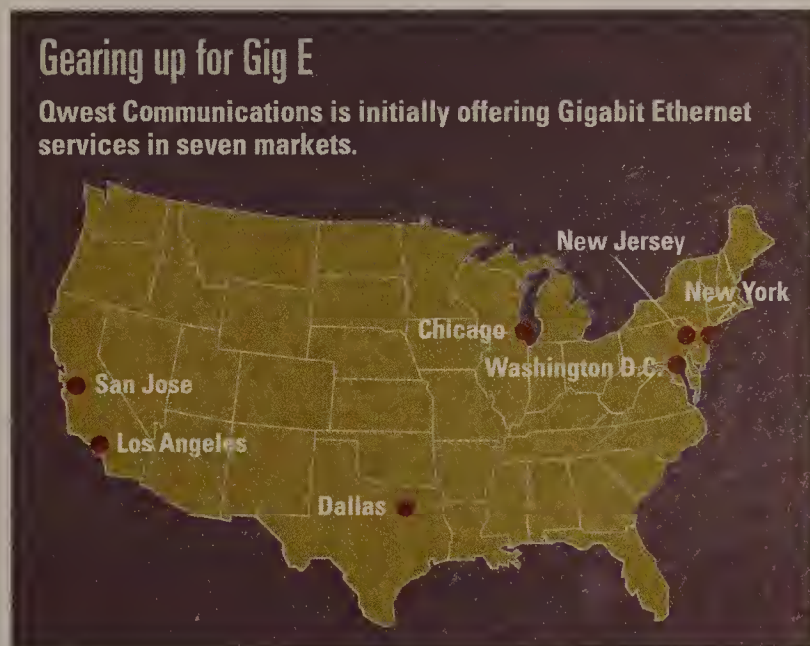 Gearing up for Gig E
Qwest Communications is initially offering Gigabit Ethernet
services in seven markets.
New Jersey
New York
Chicago
Washington D.C.
San Jose
Los Angeles
Dallas